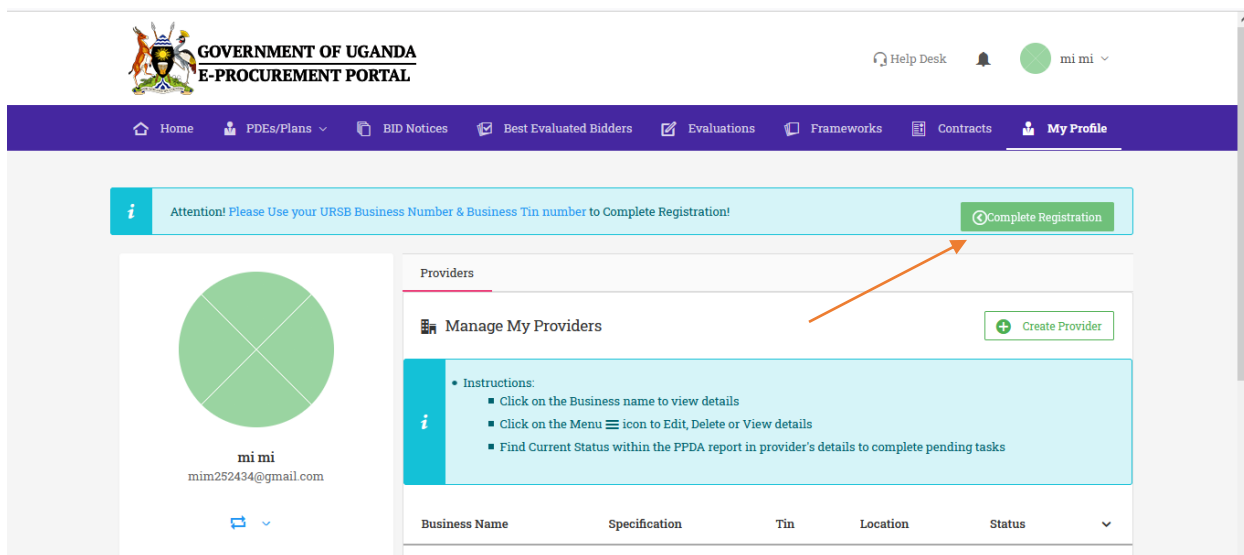 GOVERNMENT OF UGANDA
E-PROCUREMENT PORTAL
Help Desk
mi mi
Home
PDEs/Plans
BID Notices
Best Evaluated Bidders
Evaluations
Frameworks
Contracts
My Profile
Attention! Please Use your URSB Business Number & Business Tin number to Complete Registration!
Complete Registration
mi mi
mim252434@gmail.com
Providers
Manage My Providers
Create Provider
Instructions:
Click on the Business name to view details
Click on the Menu ☰ icon to Edit, Delete or View details
Find Current Status within the PPDA report in provider's details to complete pending tasks
Business Name Specification Tin Location Status